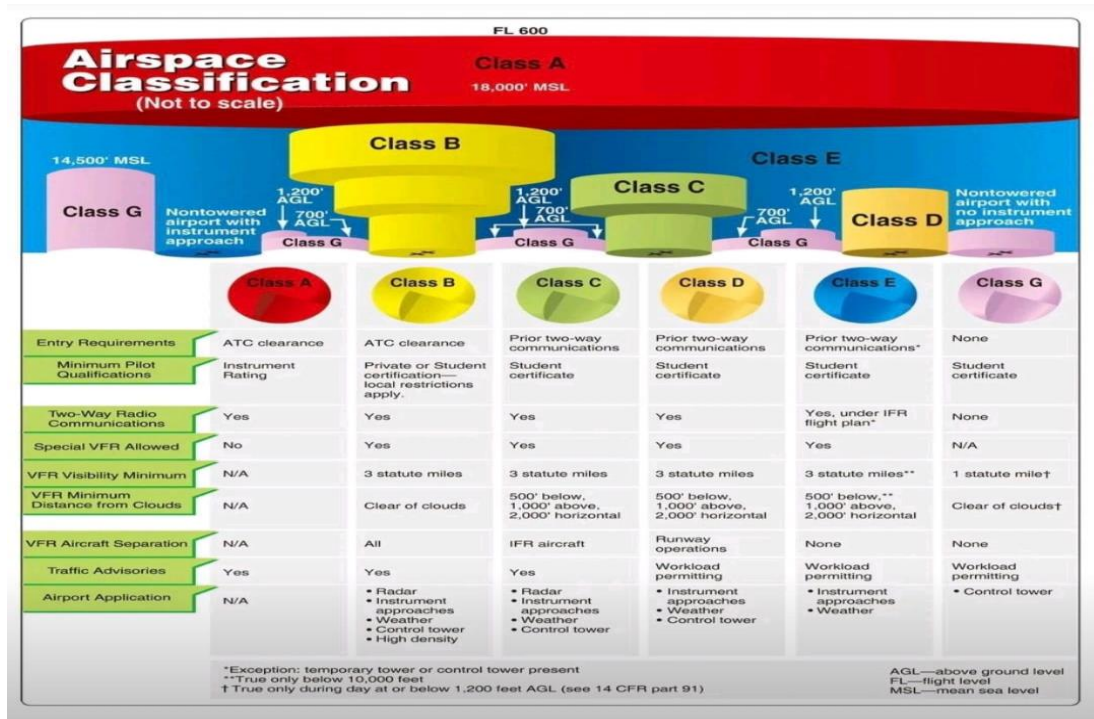 FL 600
Airspace
Classification
(Not to scale)
Class A
18,000' MSL
Class B
Class E
14,500' MSL
Class G
Nontowered
airport with
instrument
approach
1,200'
AGL
700'
AGL
Class G
1,200'
AGL
700'
AGL
Class G
Class C
1,200'
AGL
700'
AGL
Class G
Class D
Nontowered
airport with
no instrument
approach
Class A
Class B
Class C
Class D
Class E
Class G
Entry Requirements
ATC clearance
ATC clearance
Prior two-way
communications
Prior two-way
communications
Prior two-way
communications*
None
Minimum Pilot
Qualifications
Instrument
Rating
Private or Student
certification—
local restrictions
apply.
Student
certificate
Student
certificate
Student
certificate
Student
certificate
Two-Way Radio
Communications
Yes
Yes
Yes
Yes
Yes, under IFR
flight plan*
None
Special VFR Allowed
No
Yes
Yes
Yes
Yes
N/A
VFR Visibility Minimum
N/A
3 statute miles
3 statute miles
3 statute miles
3 statute miles**
1 statute mile†
VFR Minimum
Distance from Clouds
N/A
Clear of clouds
500' below,
1,000' above,
2,000' horizontal
500' below,
1,000' above,
2,000' horizontal
500' below,**
1,000' above,
2,000' horizontal
Clear of clouds†
VFR Aircraft Separation
N/A
All
IFR aircraft
Runway
operations
None
None
Traffic Advisories
Yes
Yes
Yes
Workload
permitting
Workload
permitting
Workload
permitting
Airport Application
N/A
• Radar
• Instrument
approaches
• Weather
• Control tower
• High density
• Radar
• Instrument
approaches
• Weather
• Control tower
• Instrument
approaches
• Weather
• Control tower
• Instrument
approaches
• Weather
• Control tower
*Exception: temporary tower or control tower present
**True only below 10,000 feet
† True only during day at or below 1,200 feet AGL (see 14 CFR part 91)
AGL—above ground level
FL—flight level
MSL—mean sea level